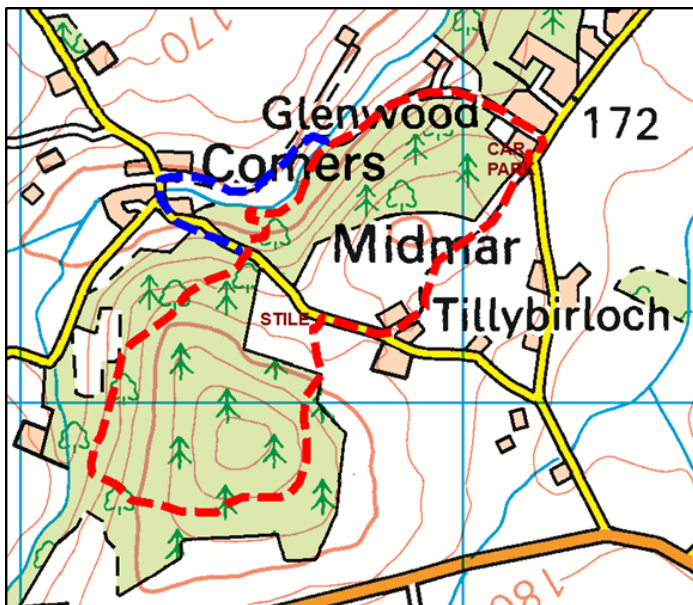 170
Glenwood
172
CAR
PARK
Corners
Midmar
Tillybirloch
STILE
180